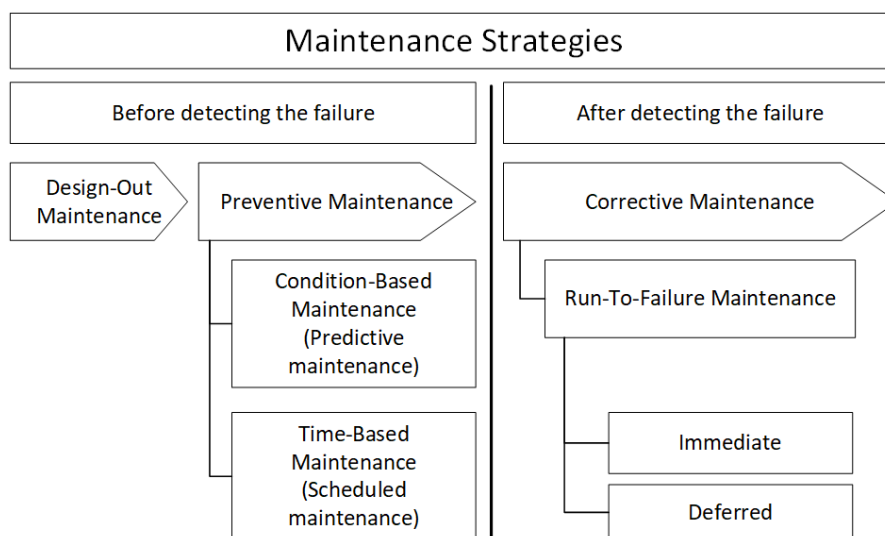 Maintenance Strategies
Before detecting the failure
After detecting the failure
Design-Out
Maintenance
Preventive Maintenance
Corrective Maintenance
Condition-Based
Maintenance
(Predictive
maintenance)
Run-To-Failure Maintenance
Time-Based
Maintenance
(Scheduled
maintenance)
Immediate
Deferred